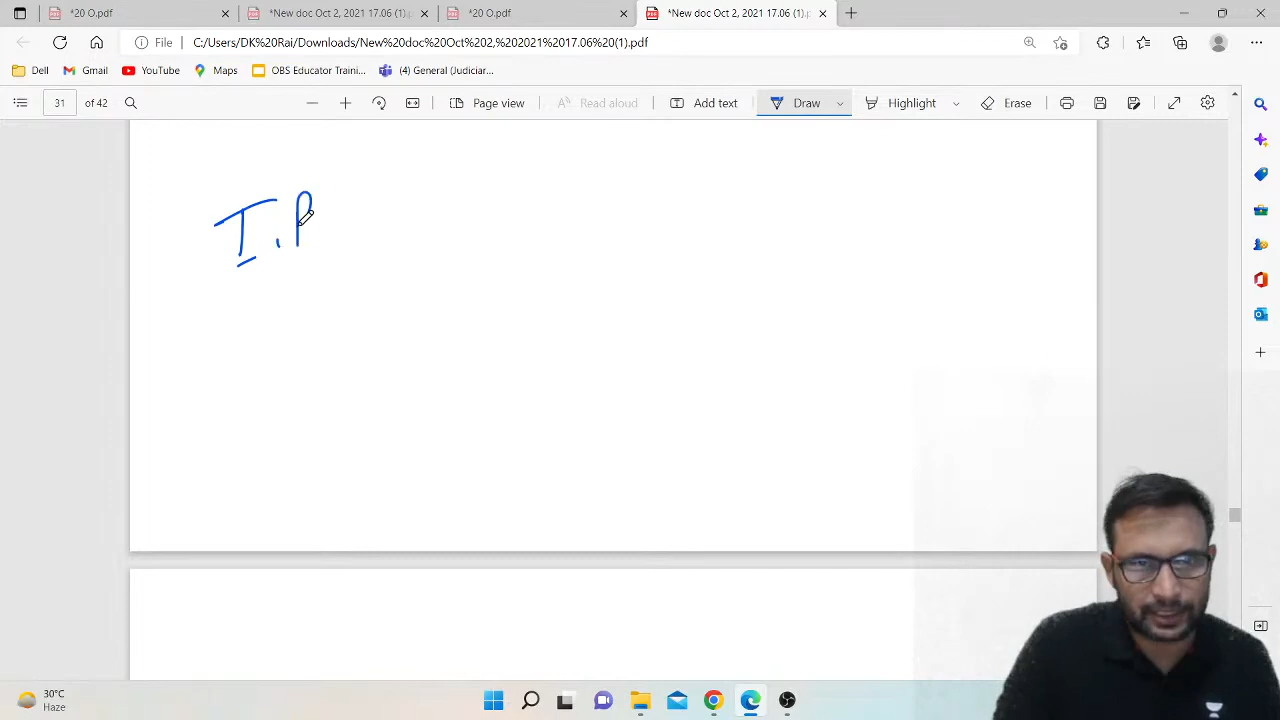 *20 O.pdf
*New doc Oct 2, 2021 17.06 (1).p
*20 O.pdf
*New doc Oct 2, 2021 17.06 (1).p
File
C:/Users/DK%20Rai/Downloads/New%20doc%20Oct%202,%202021%2017.06%20(1).pdf
Dell
Gmail
YouTube
Maps
OBS Educator Traini...
(4) General (Judiciar...
31
of 42
Page view
Read aloud
Add text
Draw
Highlight
Erase
I.P
30°C
Haze